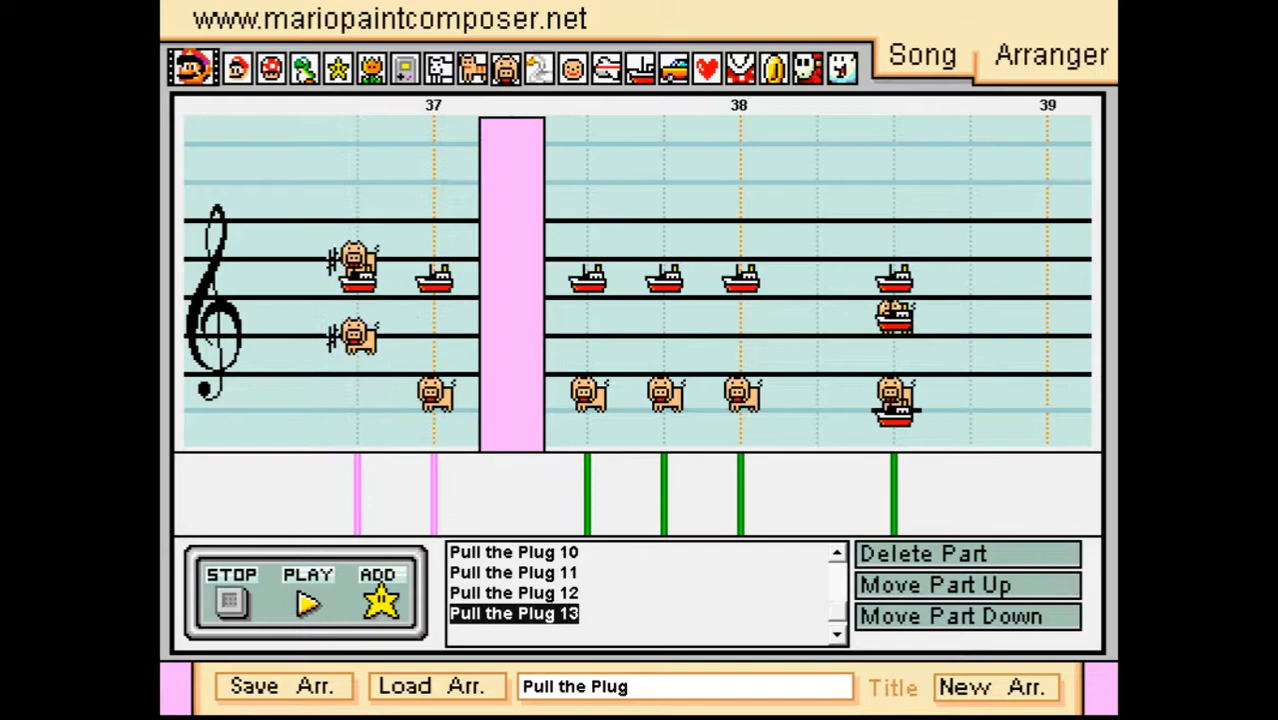 www.mariopaintcomposer.net
Song
Arranger
37
38
39
STOP
PLAY
ADD
Pull the Plug 10
Pull the Plug 11
Pull the Plug 12
Pull the Plug 13
Delete Part
Move Part Up
Move Part Down
Save Arr.
Load Arr.
Pull the Plug
Title
New Arr.